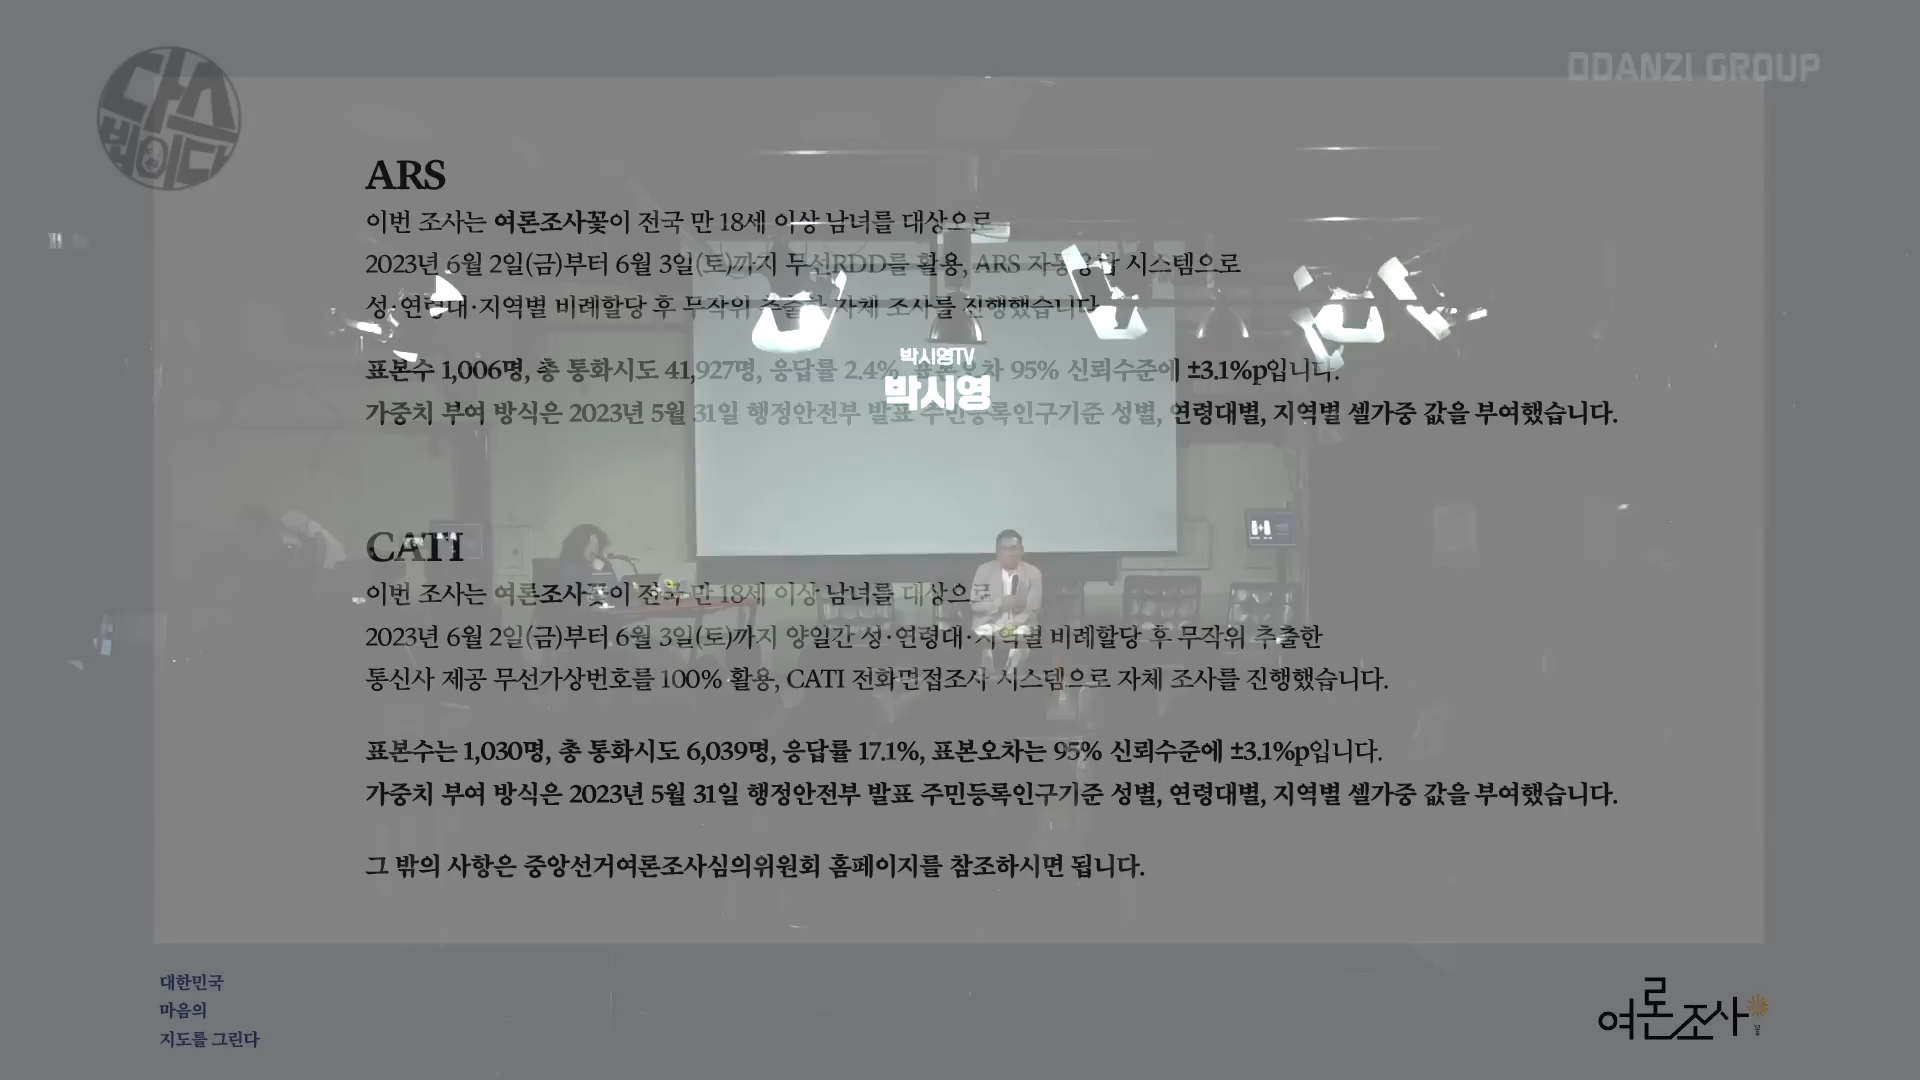 다스
뵈이다
DDANZI GROUP
ARS
이번 조사는 여론조사꽃이 전국 만 18세 이상 남녀를 대상으로
2023년 6월 2일(금)부터 6월 3일(토)까지 무선RDD를 활용, ARS 자동응답 시스템으로
성·연령대·지역별 비례할당 후 무작위 추출한 자체 조사를 진행했습니다
표본수 1,006명, 총 통화시도 41,927명, 응답률 2.4%, 표본오차 95% 신뢰수준에 ±3.1%p입니다.
박시영TV
박시영
가중치 부여 방식은 2023년 5월 31일 행정안전부 발표 주민등록인구기준 성별, 연령대별, 지역별 셀가중 값을 부여했습니다.
CATI
이번 조사는 여론조사꽃이 전국 만 18세 이상 남녀를 대상으로
2023년 6월 2일(금)부터 6월 3일(토)까지 양일간 성·연령대·지역별 비례할당 후 무작위 추출한
통신사 제공 무선가상번호를 100% 활용, CATI 전화면접조사 시스템으로 자체 조사를 진행했습니다.
표본수는 1,030명, 총 통화시도 6,039명, 응답률 17.1%, 표본오차는 95% 신뢰수준에 ±3.1%p입니다.
가중치 부여 방식은 2023년 5월 31일 행정안전부 발표 주민등록인구기준 성별, 연령대별, 지역별 셀가중 값을 부여했습니다.
그 밖의 사항은 중앙선거여론조사심의위원회 홈페이지를 참조하시면 됩니다.
대한민국
마음의
지도를 그린다
여론조사꽃